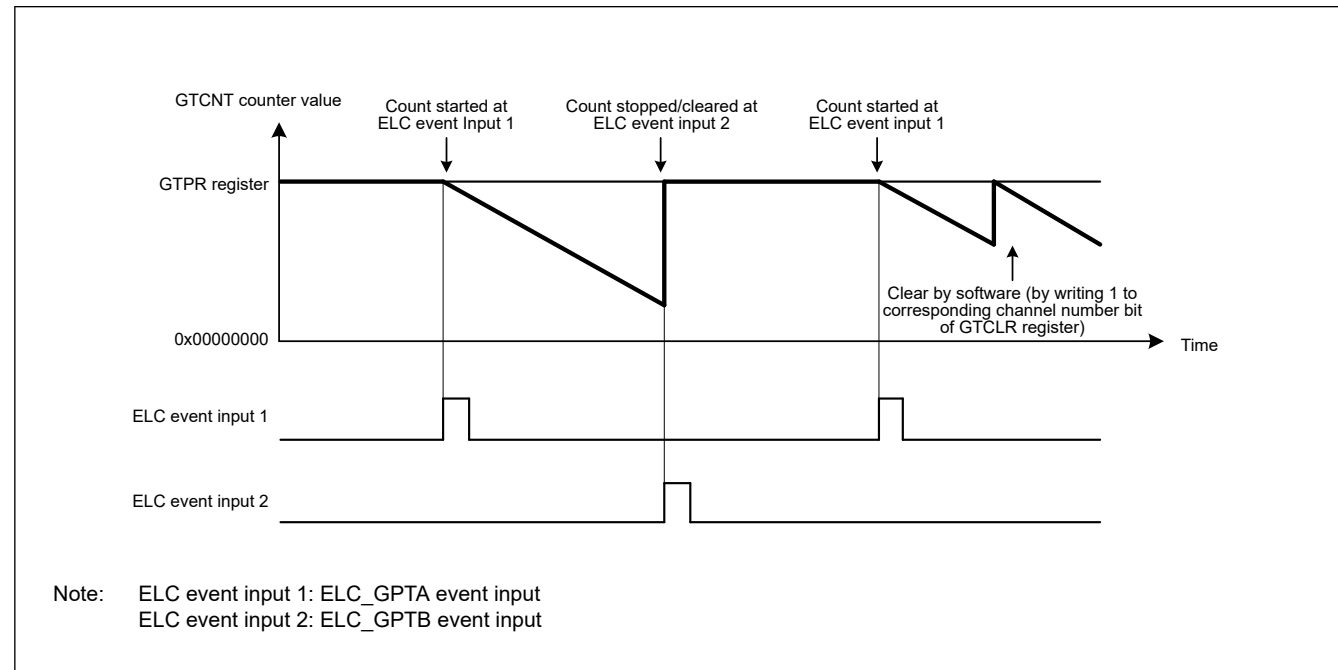 GTCNT counter value
Count started at
ELC event Input 1
Count stopped/cleared at
ELC event input 2
Count started at
ELC event input 1
GTPR register
Clear by software (by writing 1 to
corresponding channel number bit
of GTCLR register)
0x00000000
Time
ELC event input 1
ELC event input 2
Note: ELC event input 1: ELC_GPTA event input
ELC event input 2: ELC_GPTB event input